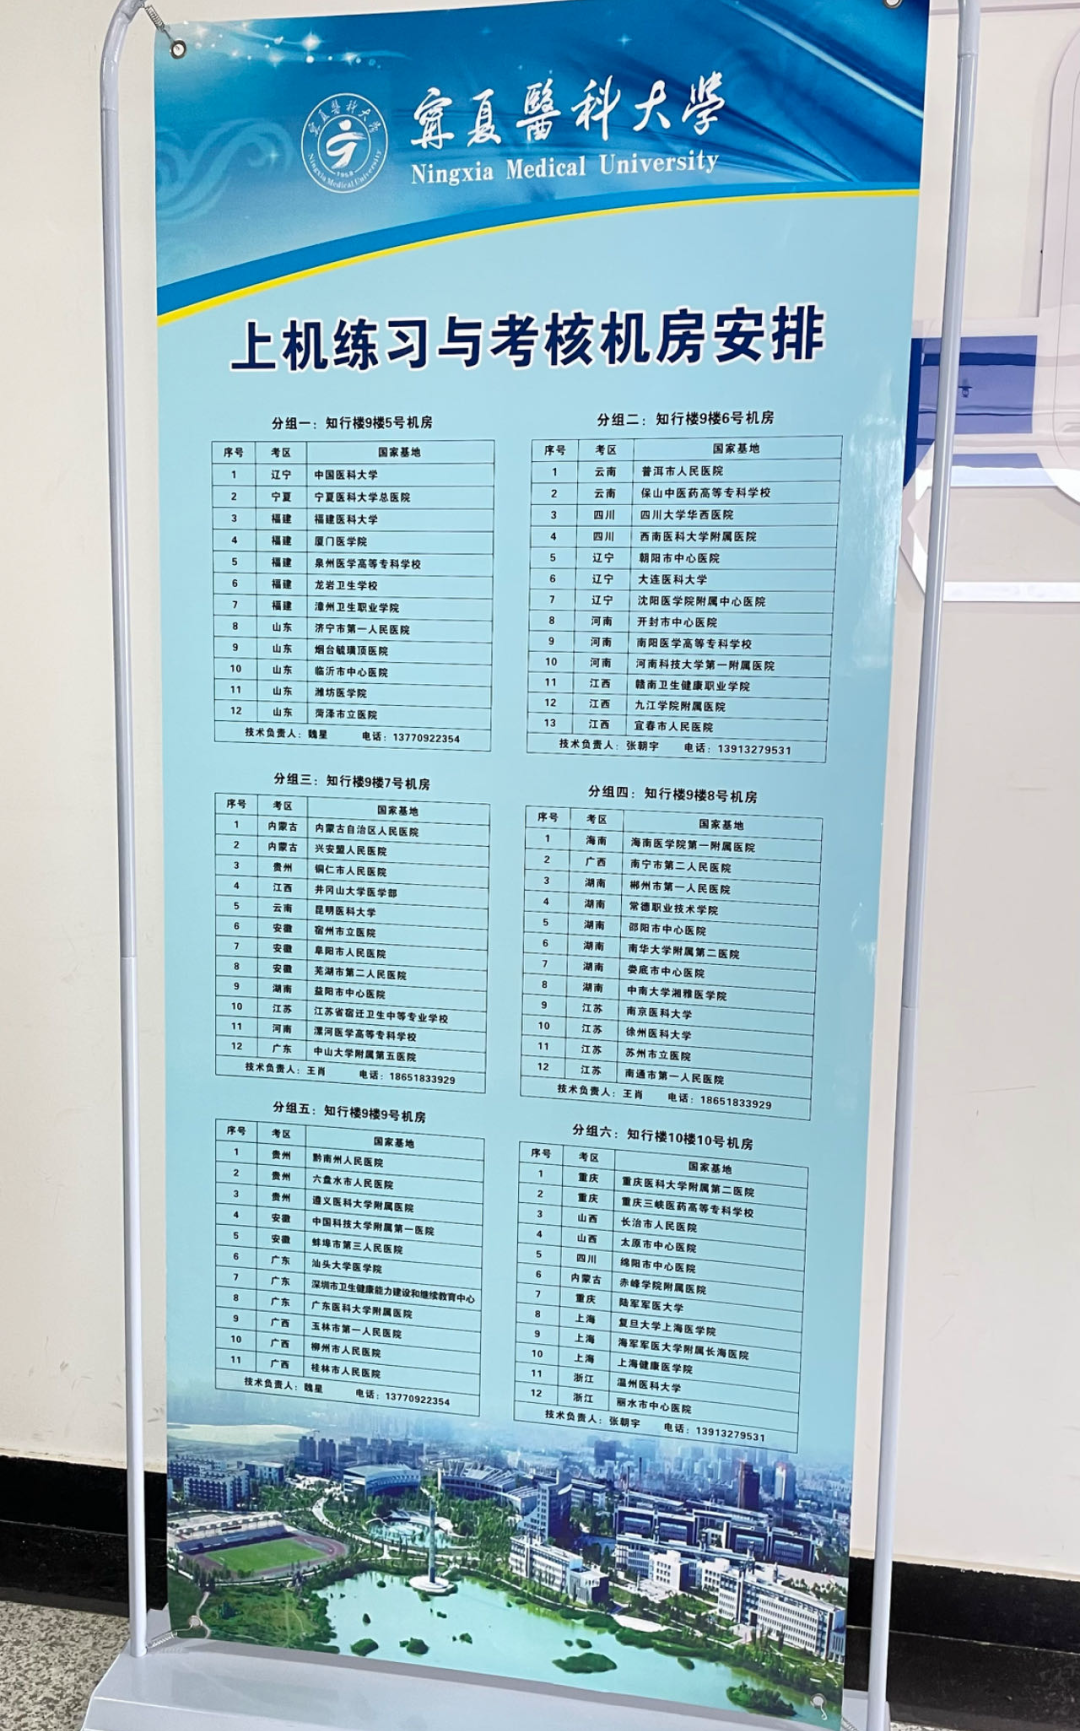 寧夏醫科大学
Ningxia Medical University
寧夏醫科大学
Ningxia Medical University
1958
上机练习与考核机房安排
分组一：知行楼9楼5号机房
序号 考区 国家基地
1 辽宁 中国医科大学
2 宁夏 宁夏医科大学总医院
3 福建 福建医科大学
4 福建 厦门医学院
5 福建 泉州医学高等专科学校
6 福建 龙岩卫生学校
7 福建 漳州卫生职业学院
8 山东 济宁市第一人民医院
9 山东 烟台毓璜顶医院
10 山东 临沂市中心医院
11 山东 潍坊医学院
12 山东 菏泽市立医院
技术负责人：魏星 电话：13770922354
分组二：知行楼9楼6号机房
序号 考区 国家基地
1 云南 普洱市人民医院
2 云南 保山中医药高等专科学校
3 四川 四川大学华西医院
4 四川 西南医科大学附属医院
5 辽宁 朝阳市中心医院
6 辽宁 大连医科大学
7 辽宁 沈阳医学院附属中心医院
8 河南 开封市中心医院
9 河南 南阳医学高等专科学校
10 河南 河南科技大学第一附属医院
11 江西 赣南卫生健康职业学院
12 江西 九江学院附属医院
13 江西 宜春市人民医院
技术负责人：张朝宇 电话：13913279531
分组三：知行楼9楼7号机房
序号 考区 国家基地
1 内蒙古 内蒙古自治区人民医院
2 内蒙古 兴安盟人民医院
3 贵州 铜仁市人民医院
4 江西 井冈山大学医学部
5 云南 昆明医科大学
6 安徽 宿州市立医院
7 安徽 阜阳市人民医院
8 安徽 芜湖市第二人民医院
9 湖南 益阳市中心医院
10 江苏 江苏省宿迁卫生中等专业学校
11 河南 漯河医学高等专科学校
12 广东 中山大学附属第五医院
技术负责人：王肖 电话：18651833929
分组四：知行楼9楼8号机房
序号 考区 国家基地
1 海南 海南医学院第一附属医院
2 广西 南宁市第二人民医院
3 湖南 郴州市第一人民医院
4 湖南 常德职业技术学院
5 湖南 邵阳市中心医院
6 湖南 南华大学附属第二医院
7 湖南 娄底市中心医院
8 湖南 中南大学湘雅医学院
9 江苏 南京医科大学
10 江苏 徐州医科大学
11 江苏 苏州市立医院
12 江苏 南通市第一人民医院
技术负责人：王肖 电话：18651833929
分组五：知行楼9楼9号机房
序号 考区 国家基地
1 贵州 黔南州人民医院
2 贵州 六盘水市人民医院
3 贵州 遵义医科大学附属医院
4 安徽 中国科技大学附属第一医院
5 安徽 蚌埠市第三人民医院
6 广东 汕头大学医学院
7 广东 深圳市卫生健康能力建设和继续教育中心
8 广东 广东医科大学附属医院
9 广西 玉林市第一人民医院
10 广西 柳州市人民医院
11 广西 桂林市人民医院
技术负责人：魏星 电话：13770922354
分组六：知行楼10楼10号机房
序号 考区 国家基地
1 重庆 重庆医科大学附属第二医院
2 重庆 重庆三峡医药高等专科学校
3 山西 长治市人民医院
4 山西 太原市中心医院
5 四川 绵阳市中心医院
6 内蒙古 赤峰学院附属医院
7 重庆 陆军军医大学
8 上海 复旦大学上海医学院
9 上海 海军军医大学附属长海医院
10 上海 上海健康医学院
11 浙江 温州医科大学
12 浙江 丽水市中心医院
技术负责人：张朝宇 电话：13913279531